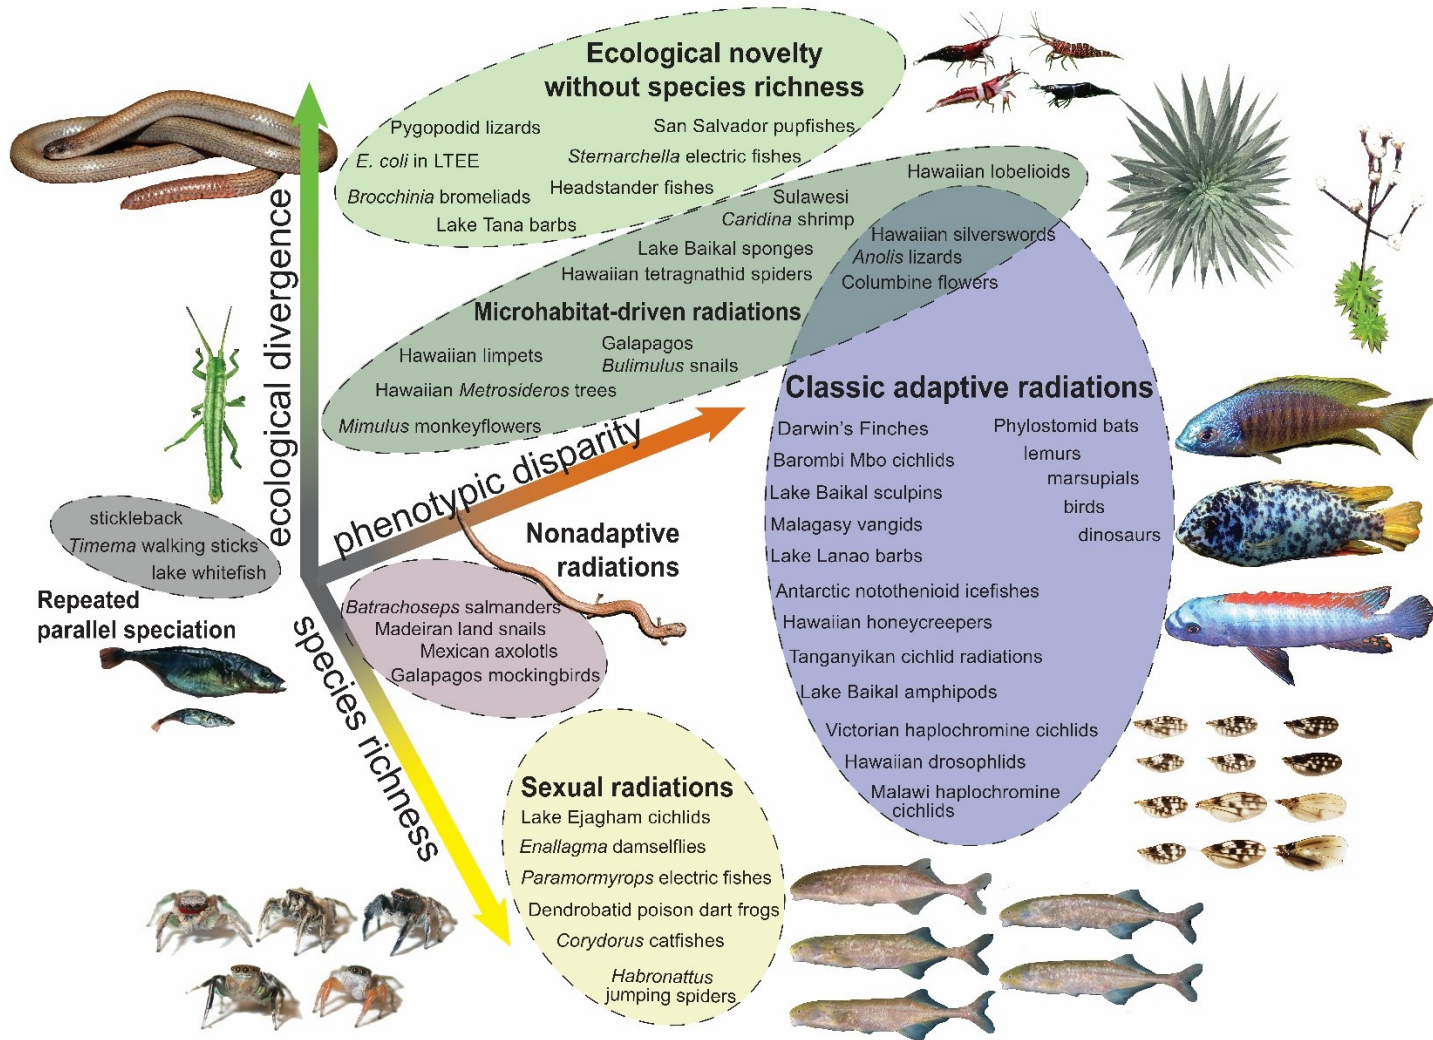 Ecological novelty
without species richness
Pygopodid lizards
San Salvador pupfishes
E. coli in LTEE
Sternarchella electric fishes
Brocchinia bromeliads
Headstander fishes
Lake Tana barbs
Hawaiian lobelioids
Sulawesi
Caridina shrimp
Lake Baikal sponges
Hawaiian tetragnathid spiders
Hawaiian silverswords
Anolis lizards
Columbine flowers
Microhabitat-driven radiations
Hawaiian limpets
Galapagos
Bulimulus snails
Hawaiian Metrosideros trees
Mimulus monkeyflowers
ecological divergence
phenotypic disparity
species richness
Classic adaptive radiations
Darwin's Finches
Barombi Mbo cichlids
Lake Baikal sculpins
Malagasy vangids
Lake Lanao barbs
Antarctic notothenioid icefishes
Hawaiian honeycreepers
Tanganyikan cichlid radiations
Lake Baikal amphipods
Victorian haplochromine cichlids
Hawaiian drosophlids
Malawi haplochromine
cichlids
Phylostomid bats
lemurs
marsupials
birds
dinosaurs
stickleback
Timema walking sticks
lake whitefish
Repeated
parallel speciation
Nonadaptive
radiations
Batrachoseps salmanders
Madeiran land snails
Mexican axolotls
Galapagos mockingbirds
Sexual radiations
Lake Ejagham cichlids
Enallagma damselflies
Paramormyrops electric fishes
Dendrobatid poison dart frogs
Corydorus catfishes
Habronattus
jumping spiders